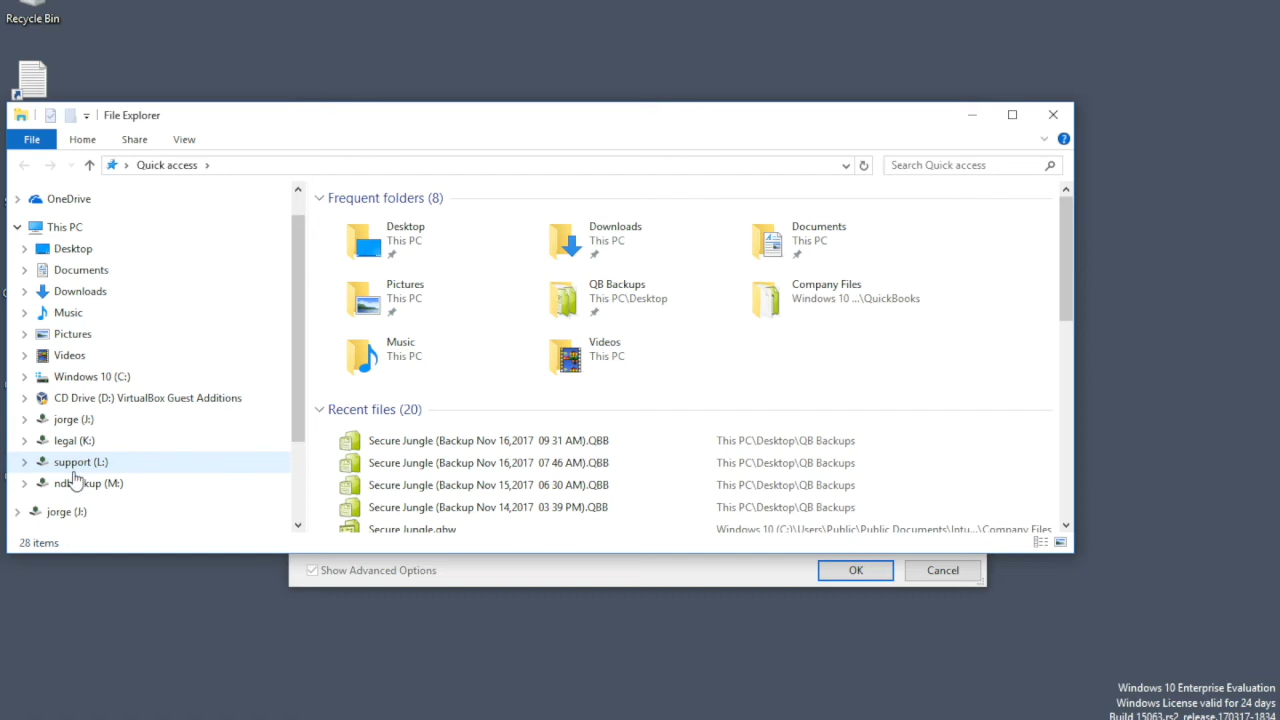 Recycle Bin
File Explorer
File Home Share View
Quick access
Search Quick access
OneDrive
This PC
Desktop
Documents
Downloads
Music
Pictures
Videos
Windows 10 (C:)
CD Drive (D:) VirtualBox Guest Additions
jorge (J:)
legal (K:)
support (L:)
(M:)
jorge (J:)
Frequent folders (8)
Desktop
This PC
Downloads
This PC
Documents
This PC
Pictures
This PC
QB Backups
This PC\Desktop
Company Files
Windows 10 ...\QuickBooks
Music
This PC
Videos
This PC
Recent files (20)
Secure Jungle (Backup Nov 16,2017 09 31 AM).QBB This PC\Desktop\QB Backups
Secure Jungle (Backup Nov 16,2017 07 46 AM).QBB This PC\Desktop\QB Backups
Secure Jungle (Backup Nov 15,2017 06 30 AM).QBB This PC\Desktop\QB Backups
Secure Jungle (Backup Nov 14,2017 03 39 PM).QBB This PC\Desktop\QB Backups
Secure Jungle.qbw Windows 10 (C:)\Users\Public\Public Documents\Intu...\Company Files
28 items
Show Advanced Options
OK Cancel
Windows 10 Enterprise Evaluation
Windows License valid for 24 days
Build 15063.rs2_release.170317-1834